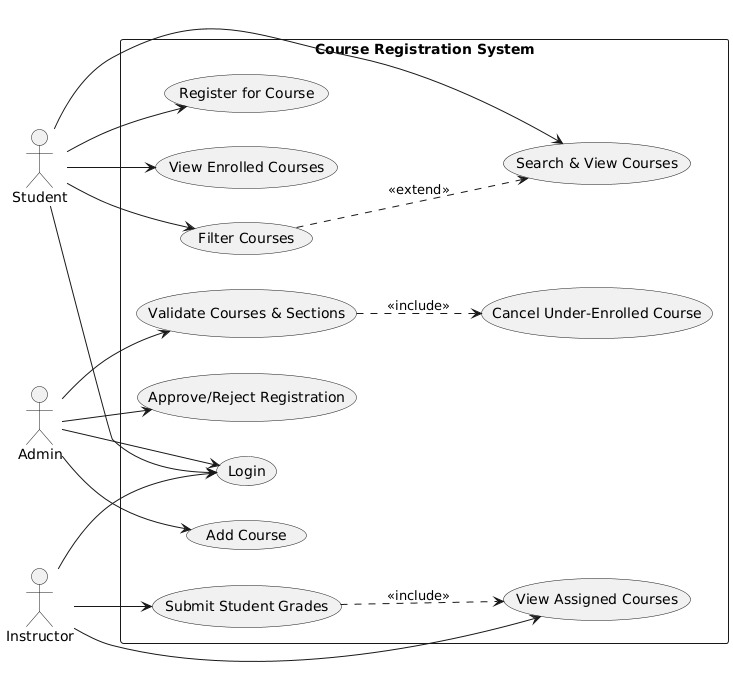 Course Registration System
Register for Course
Search & View Courses
View Enrolled Courses
«extend»
Student
Filter Courses
«include»
Validate Courses & Sections
Cancel Under-Enrolled Course
Approve/Reject Registration
Admin
Login
Add Course
«include»
Submit Student Grades
View Assigned Courses
Instructor